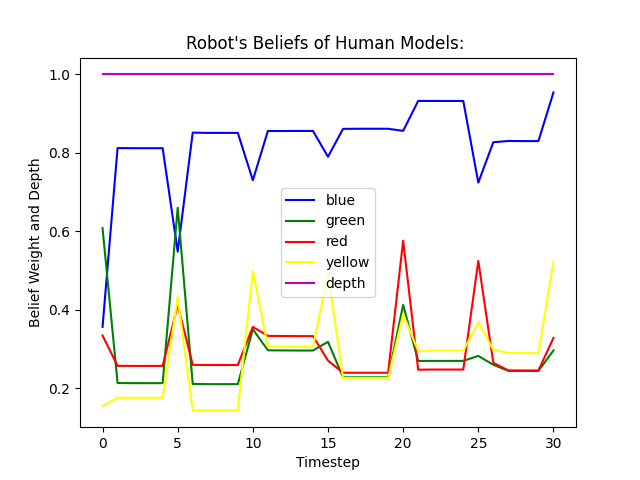 Robot's Beliefs of Human Models:
Belief Weight and Depth
1.0
0.8
0.6
0.4
0.2
blue
green
red
yellow
depth
0 5 10 15 20 25 30
Timestep